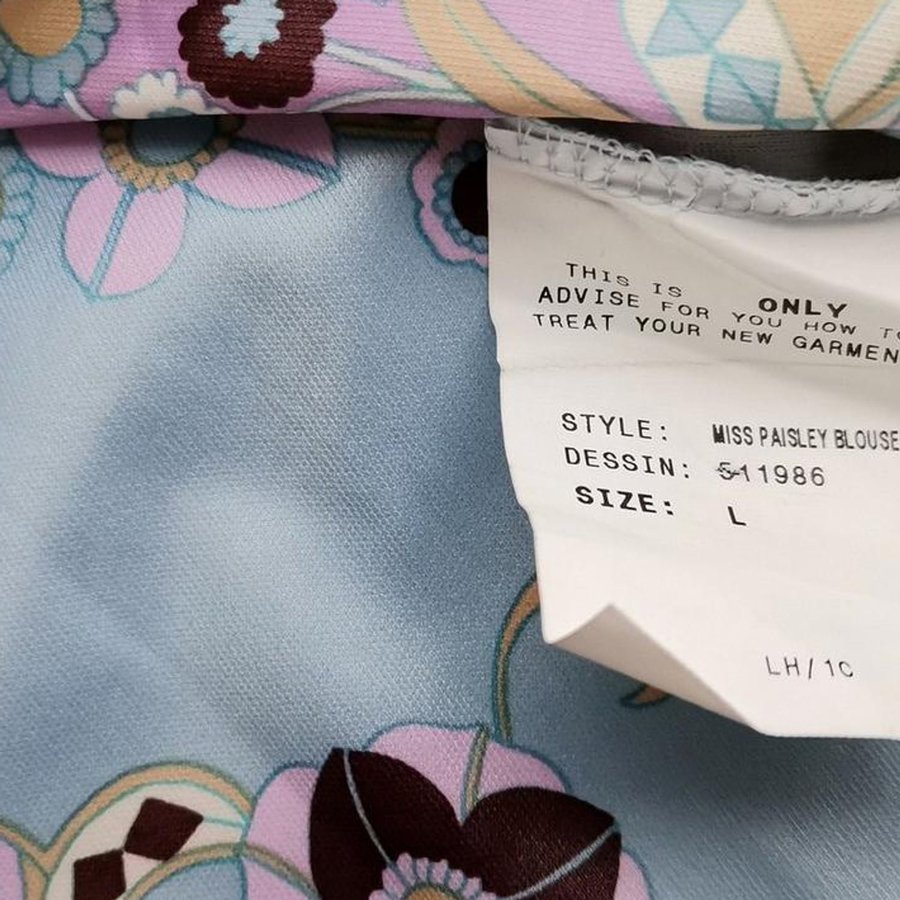 THIS IS ONLY
ADVISE FOR YOU HOW TO
TREAT YOUR NEW GARMEN
STYLE: MISS PAISLEY BLOUSE
DESSIN: 511986
SIZE: L
LH/1C